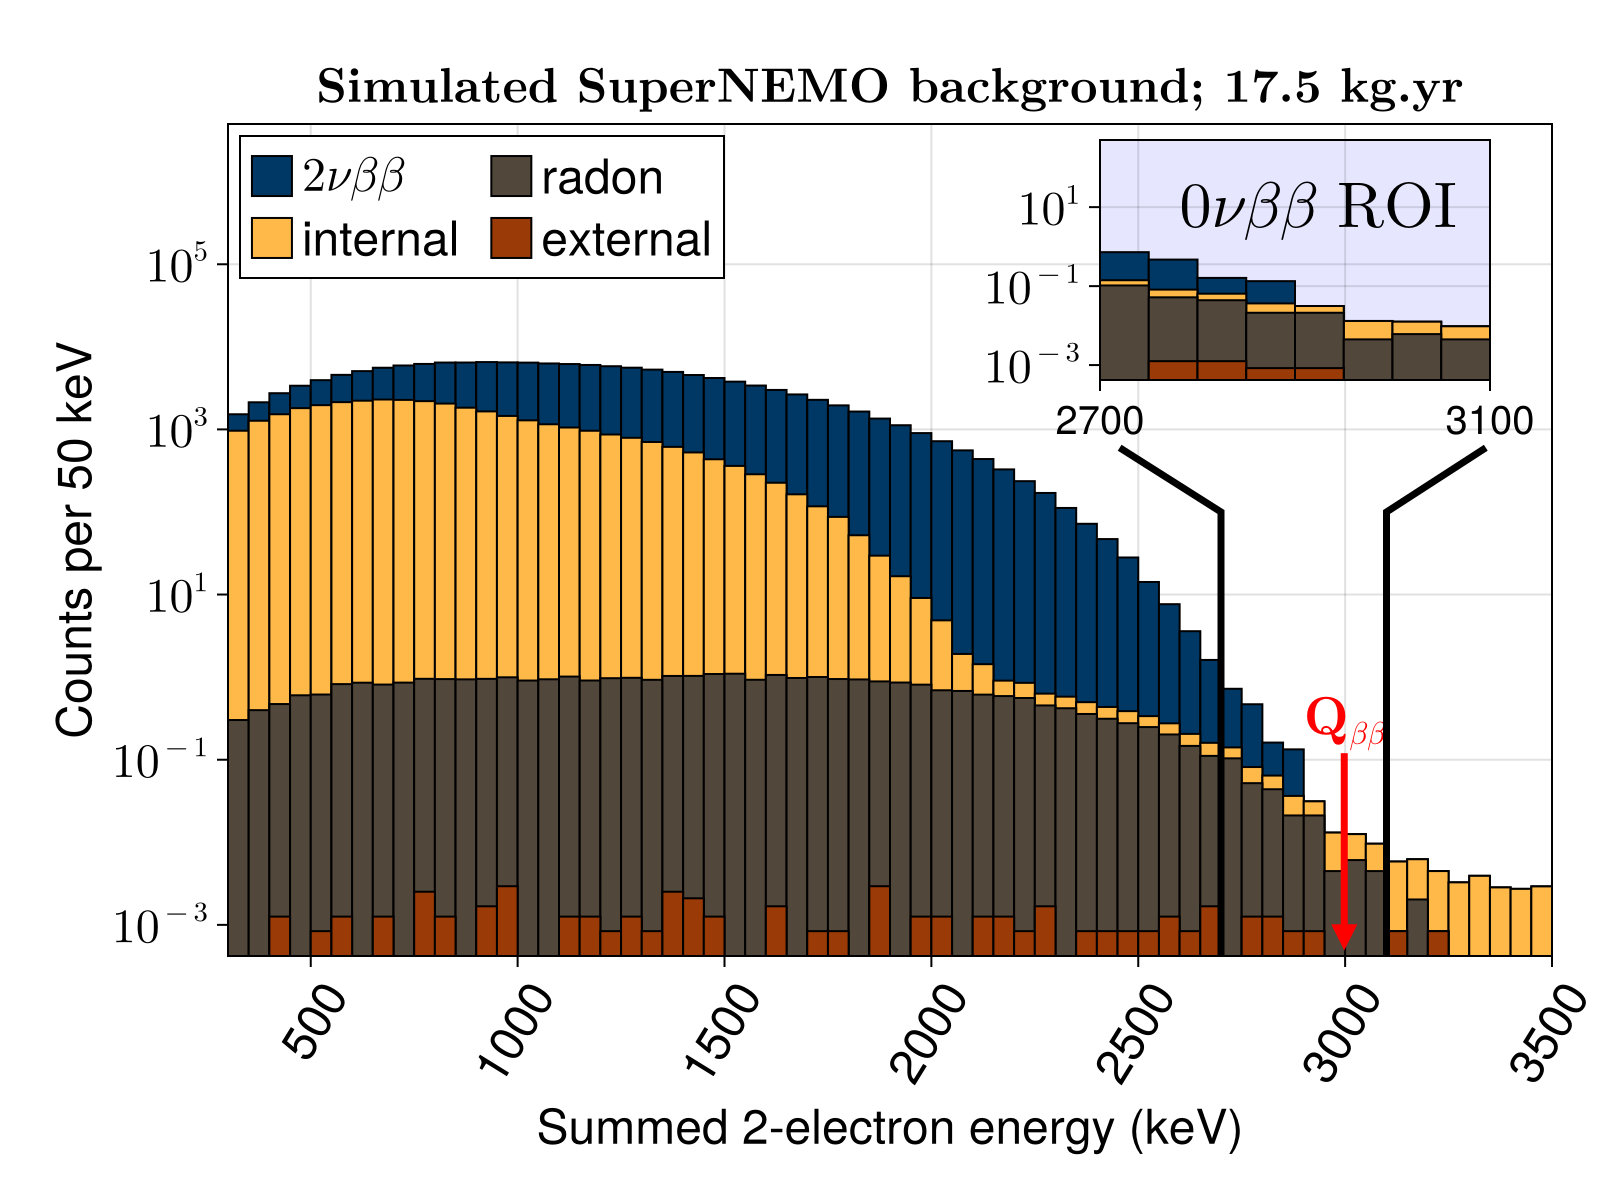 Simulated SuperNEMO background; 17.5 kg.yr
2νββ radon
internal external
0νββ ROI
10¹
10⁻¹
10⁻³
2700 3100
Counts per 50 keV
10⁵
10³
10¹
10⁻¹
10⁻³
Qββ
500 1000 1500 2000 2500 3000 3500
Summed 2-electron energy (keV)